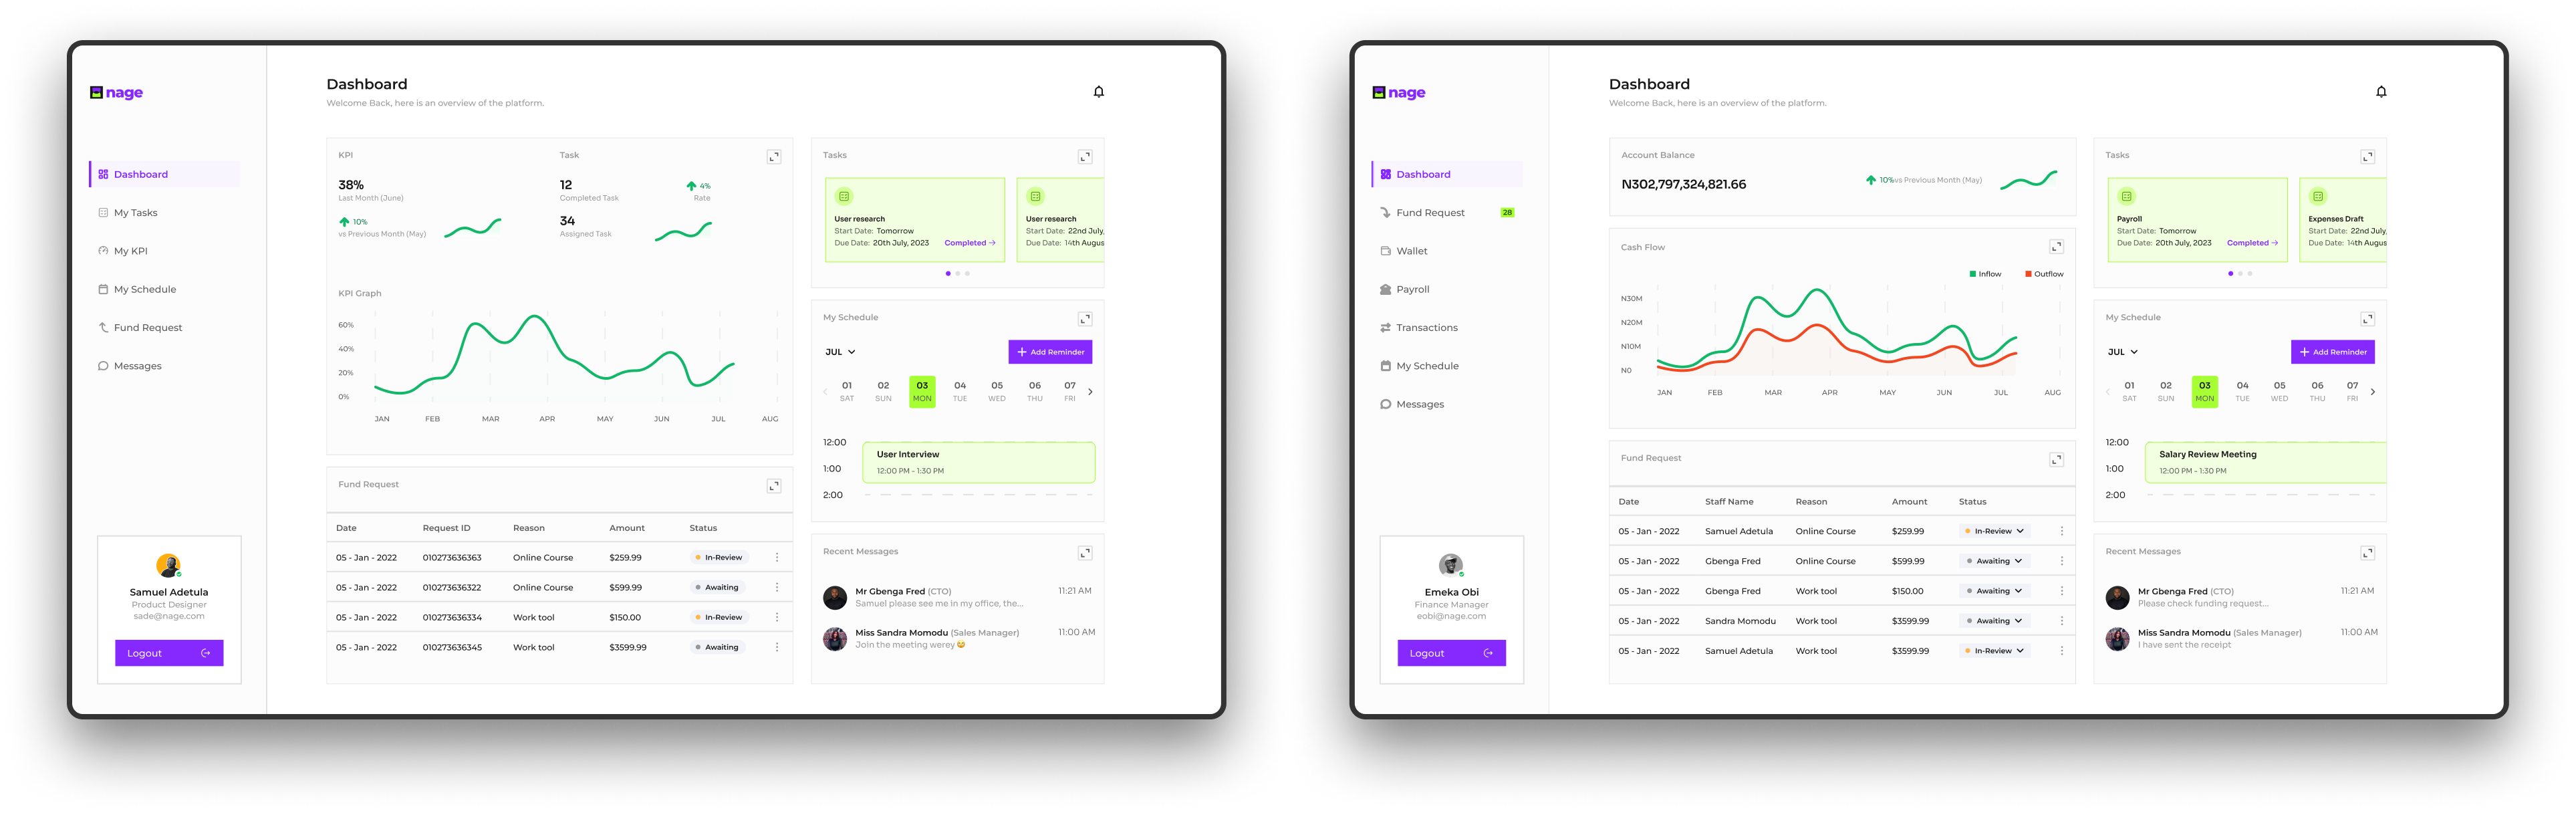 nage
Dashboard
My Tasks
My KPI
My Schedule
Fund Request
Messages
Samuel Adetula
Product Designer
sade@nage.com
Logout
Dashboard
Welcome Back, here is an overview of the platform.
KPI
38%
Last Month (June)
10%
vs Previous Month (May)
Task
12
Completed Task
4%
Rate
34
Assigned Task
KPI Graph
60%
40%
20%
0%
JAN FEB MAR APR MAY JUN JUL AUG
Fund Request
Date Request ID Reason Amount Status
05 - Jan - 2022 010273636363 Online Course $259.99 In-Review
05 - Jan - 2022 010273636322 Online Course $599.99 Awaiting
05 - Jan - 2022 010273636334 Work tool $150.00 In-Review
05 - Jan - 2022 010273636345 Work tool $3599.99 Awaiting
Tasks
User research
Start Date: Tomorrow
Due Date: 20th July, 2023 Completed
User research
Start Date: 22nd July,
Due Date: 14th Augus
My Schedule
JUL
Add Reminder
01 02 03 04 05 06 07
SAT SUN MON TUE WED THU FRI
12:00
1:00
2:00
User Interview
12:00 PM - 1:30 PM
Recent Messages
Mr Gbenga Fred (CTO) 11:21 AM
Samuel please see me in my office, the...
Miss Sandra Momodu (Sales Manager) 11:00 AM
Join the meeting werey 😄
nage
Dashboard
Fund Request 28
Wallet
Payroll
Transactions
My Schedule
Messages
Emeka Obi
Finance Manager
eobi@nage.com
Logout
Dashboard
Welcome Back, here is an overview of the platform.
Account Balance
N302,797,324,821.66
10%vs Previous Month (May)
Cash Flow
Inflow Outflow
N30M
N20M
N10M
N0
JAN FEB MAR APR MAY JUN JUL AUG
Fund Request
Date Staff Name Reason Amount Status
05 - Jan - 2022 Samuel Adetula Online Course $259.99 In-Review
05 - Jan - 2022 Gbenga Fred Online Course $599.99 Awaiting
05 - Jan - 2022 Gbenga Fred Work tool $150.00 Awaiting
05 - Jan - 2022 Sandra Momodu Work tool $3599.99 Awaiting
05 - Jan - 2022 Samuel Adetula Work tool $3599.99 In-Review
Tasks
Payroll
Start Date: Tomorrow
Due Date: 20th July, 2023 Completed
Expenses Draft
Start Date: 22nd July,
Due Date: 14th Augus
My Schedule
JUL
Add Reminder
01 02 03 04 05 06 07
SAT SUN MON TUE WED THU FRI
12:00
1:00
2:00
Salary Review Meeting
12:00 PM - 1:30 PM
Recent Messages
Mr Gbenga Fred (CTO) 11:21 AM
Please check funding request...
Miss Sandra Momodu (Sales Manager) 11:00 AM
I have sent the receipt